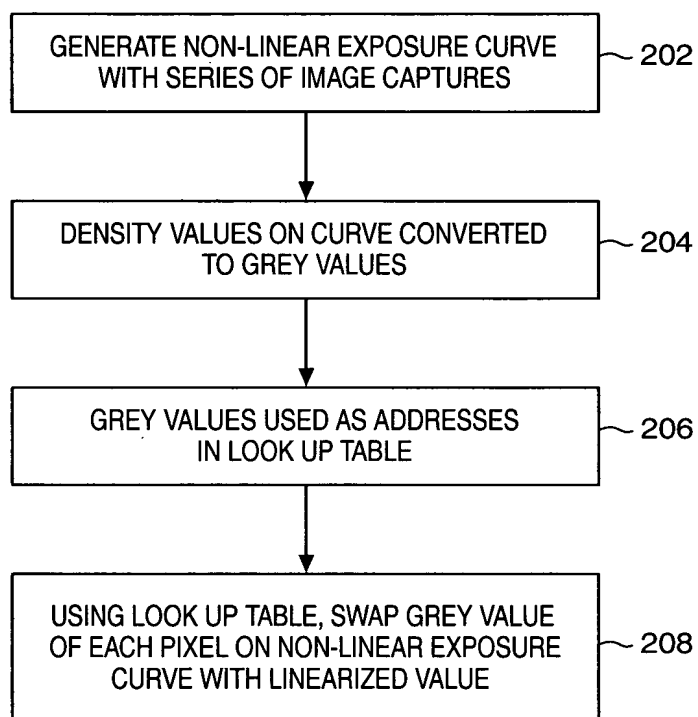 GENERATE NON-LINEAR EXPOSURE CURVE
WITH SERIES OF IMAGE CAPTURES
202
DENSITY VALUES ON CURVE CONVERTED
TO GREY VALUES
204
GREY VALUES USED AS ADDRESSES
IN LOOK UP TABLE
206
USING LOOK UP TABLE, SWAP GREY VALUE
OF EACH PIXEL ON NON-LINEAR EXPOSURE
CURVE WITH LINEARIZED VALUE
208